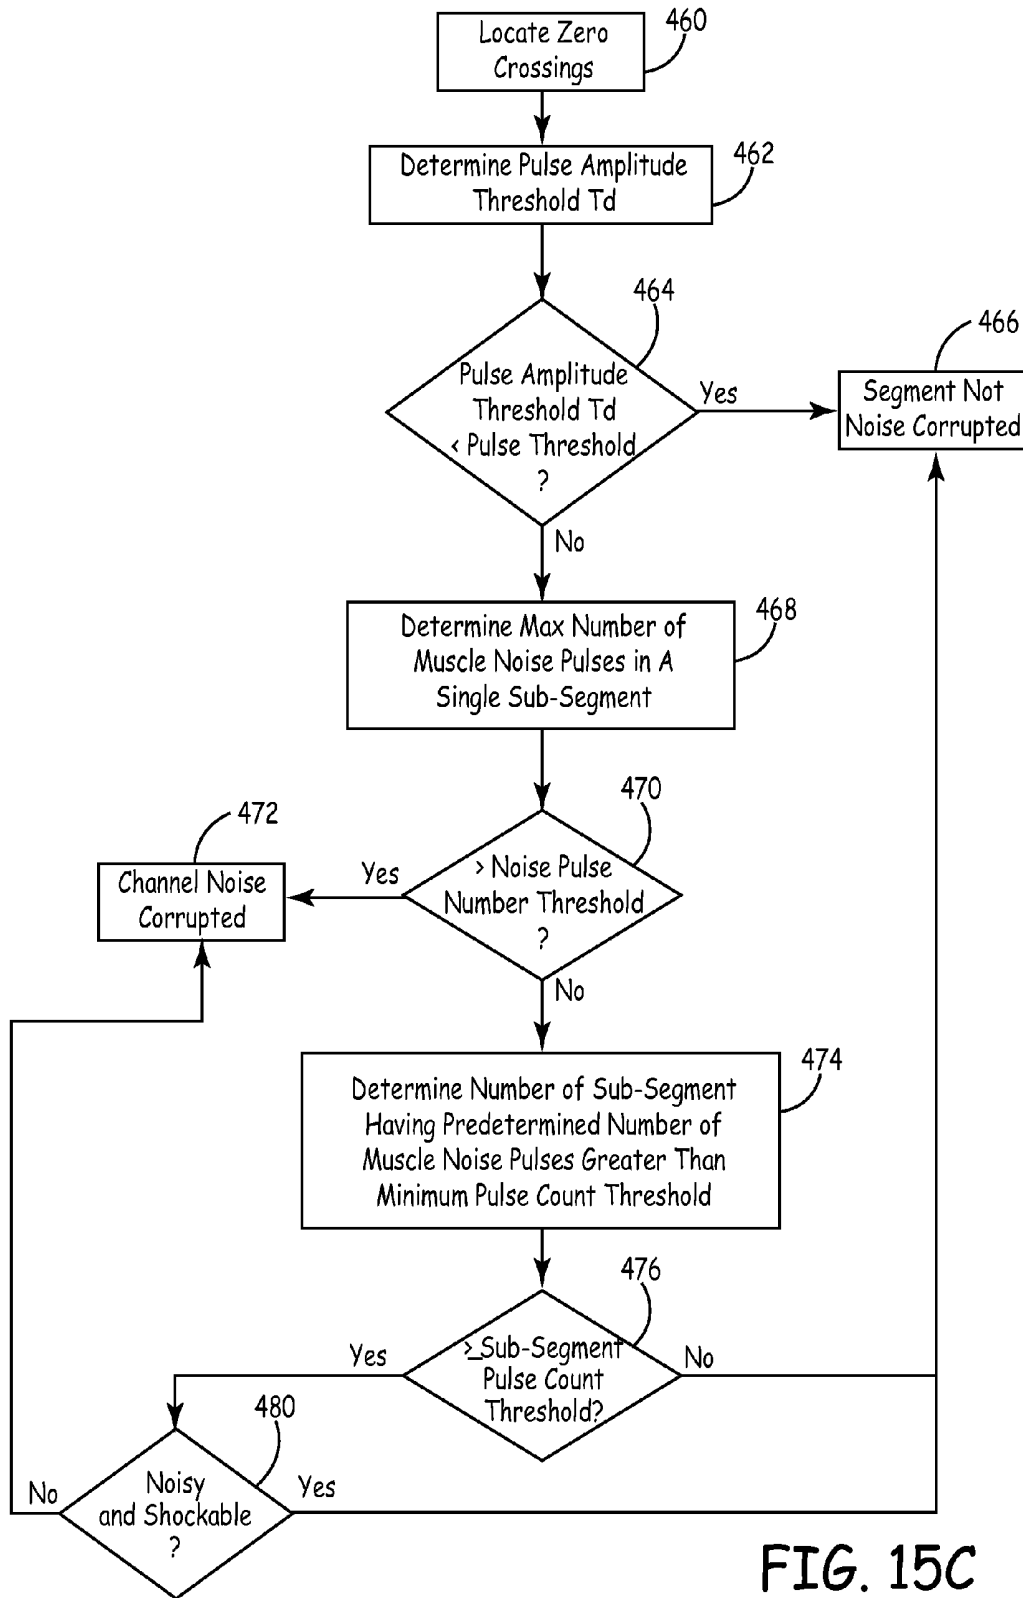 Locate Zero
Crossings
460
Determine Pulse Amplitude
Threshold Td
462
464
Pulse Amplitude
Threshold Td
< Pulse Threshold
?
Yes
466
Segment Not
Noise Corrupted
No
Determine Max Number of
Muscle Noise Pulses in A
Single Sub-Segment
468
470
> Noise Pulse
Number Threshold
?
Yes
472
Channel Noise
Corrupted
No
474
Determine Number of Sub-Segment
Having Predetermined Number of
Muscle Noise Pulses Greater Than
Minimum Pulse Count Threshold
476
≥ Sub-Segment
Pulse Count
Threshold?
Yes
No
480
Noisy
and Shockable
?
No
Yes
FIG. 15C